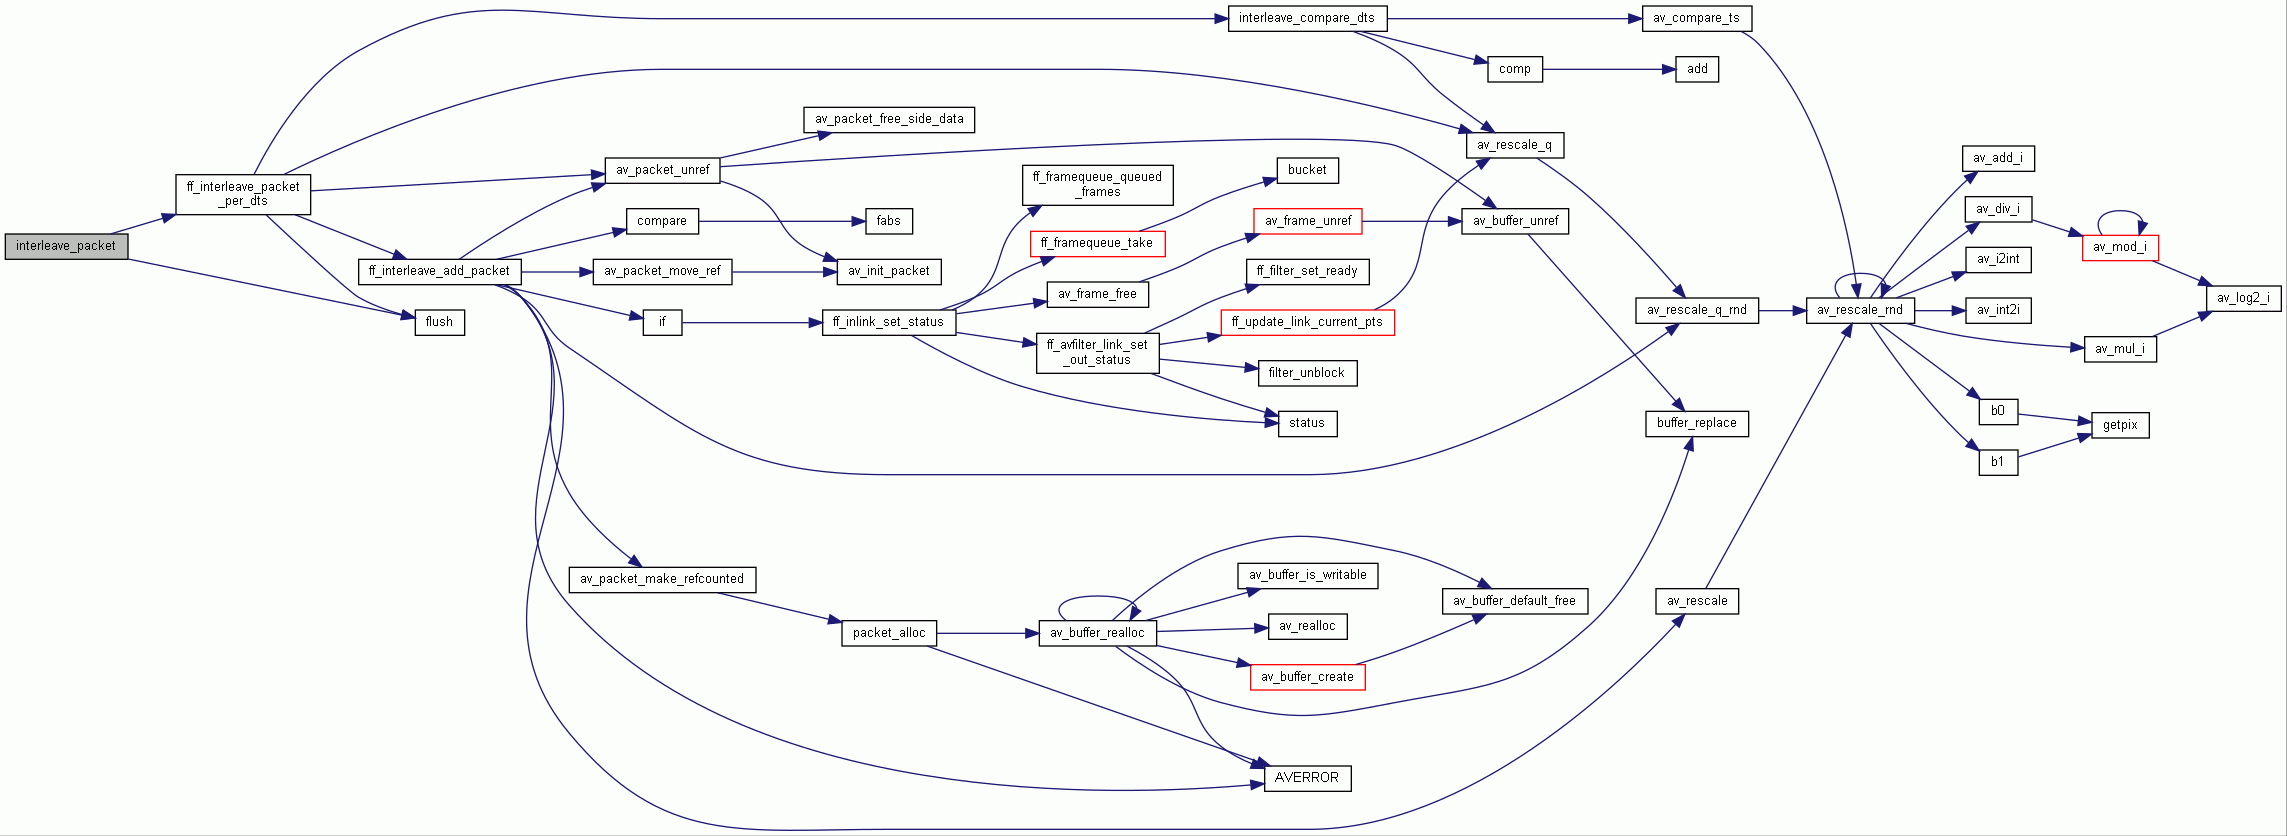 interleave_packet
ff_interleave_packet
_per_dts
ff_interleave_add_packet
flush
av_packet_unref
compare
av_packet_move_ref
if
av_packet_make_refcounted
av_packet_free_side_data
fabs
av_init_packet
ff_inlink_set_status
packet_alloc
ff_framequeue_queued
_frames
ff_framequeue_take
av_frame_free
ff_avfilter_link_set
_out_status
av_buffer_realloc
interleave_compare_dts
bucket
av_frame_unref
ff_filter_set_ready
ff_update_link_current_pts
filter_unblock
status
av_buffer_is_writable
av_realloc
av_buffer_create
AVERROR
comp
av_rescale_q
av_buffer_unref
av_buffer_default_free
av_compare_ts
add
av_rescale_q_rnd
buffer_replace
av_rescale
av_rescale_rnd
av_add_i
av_div_i
av_i2int
av_int2i
b0
b1
av_mod_i
av_mul_i
getpix
av_log2_i